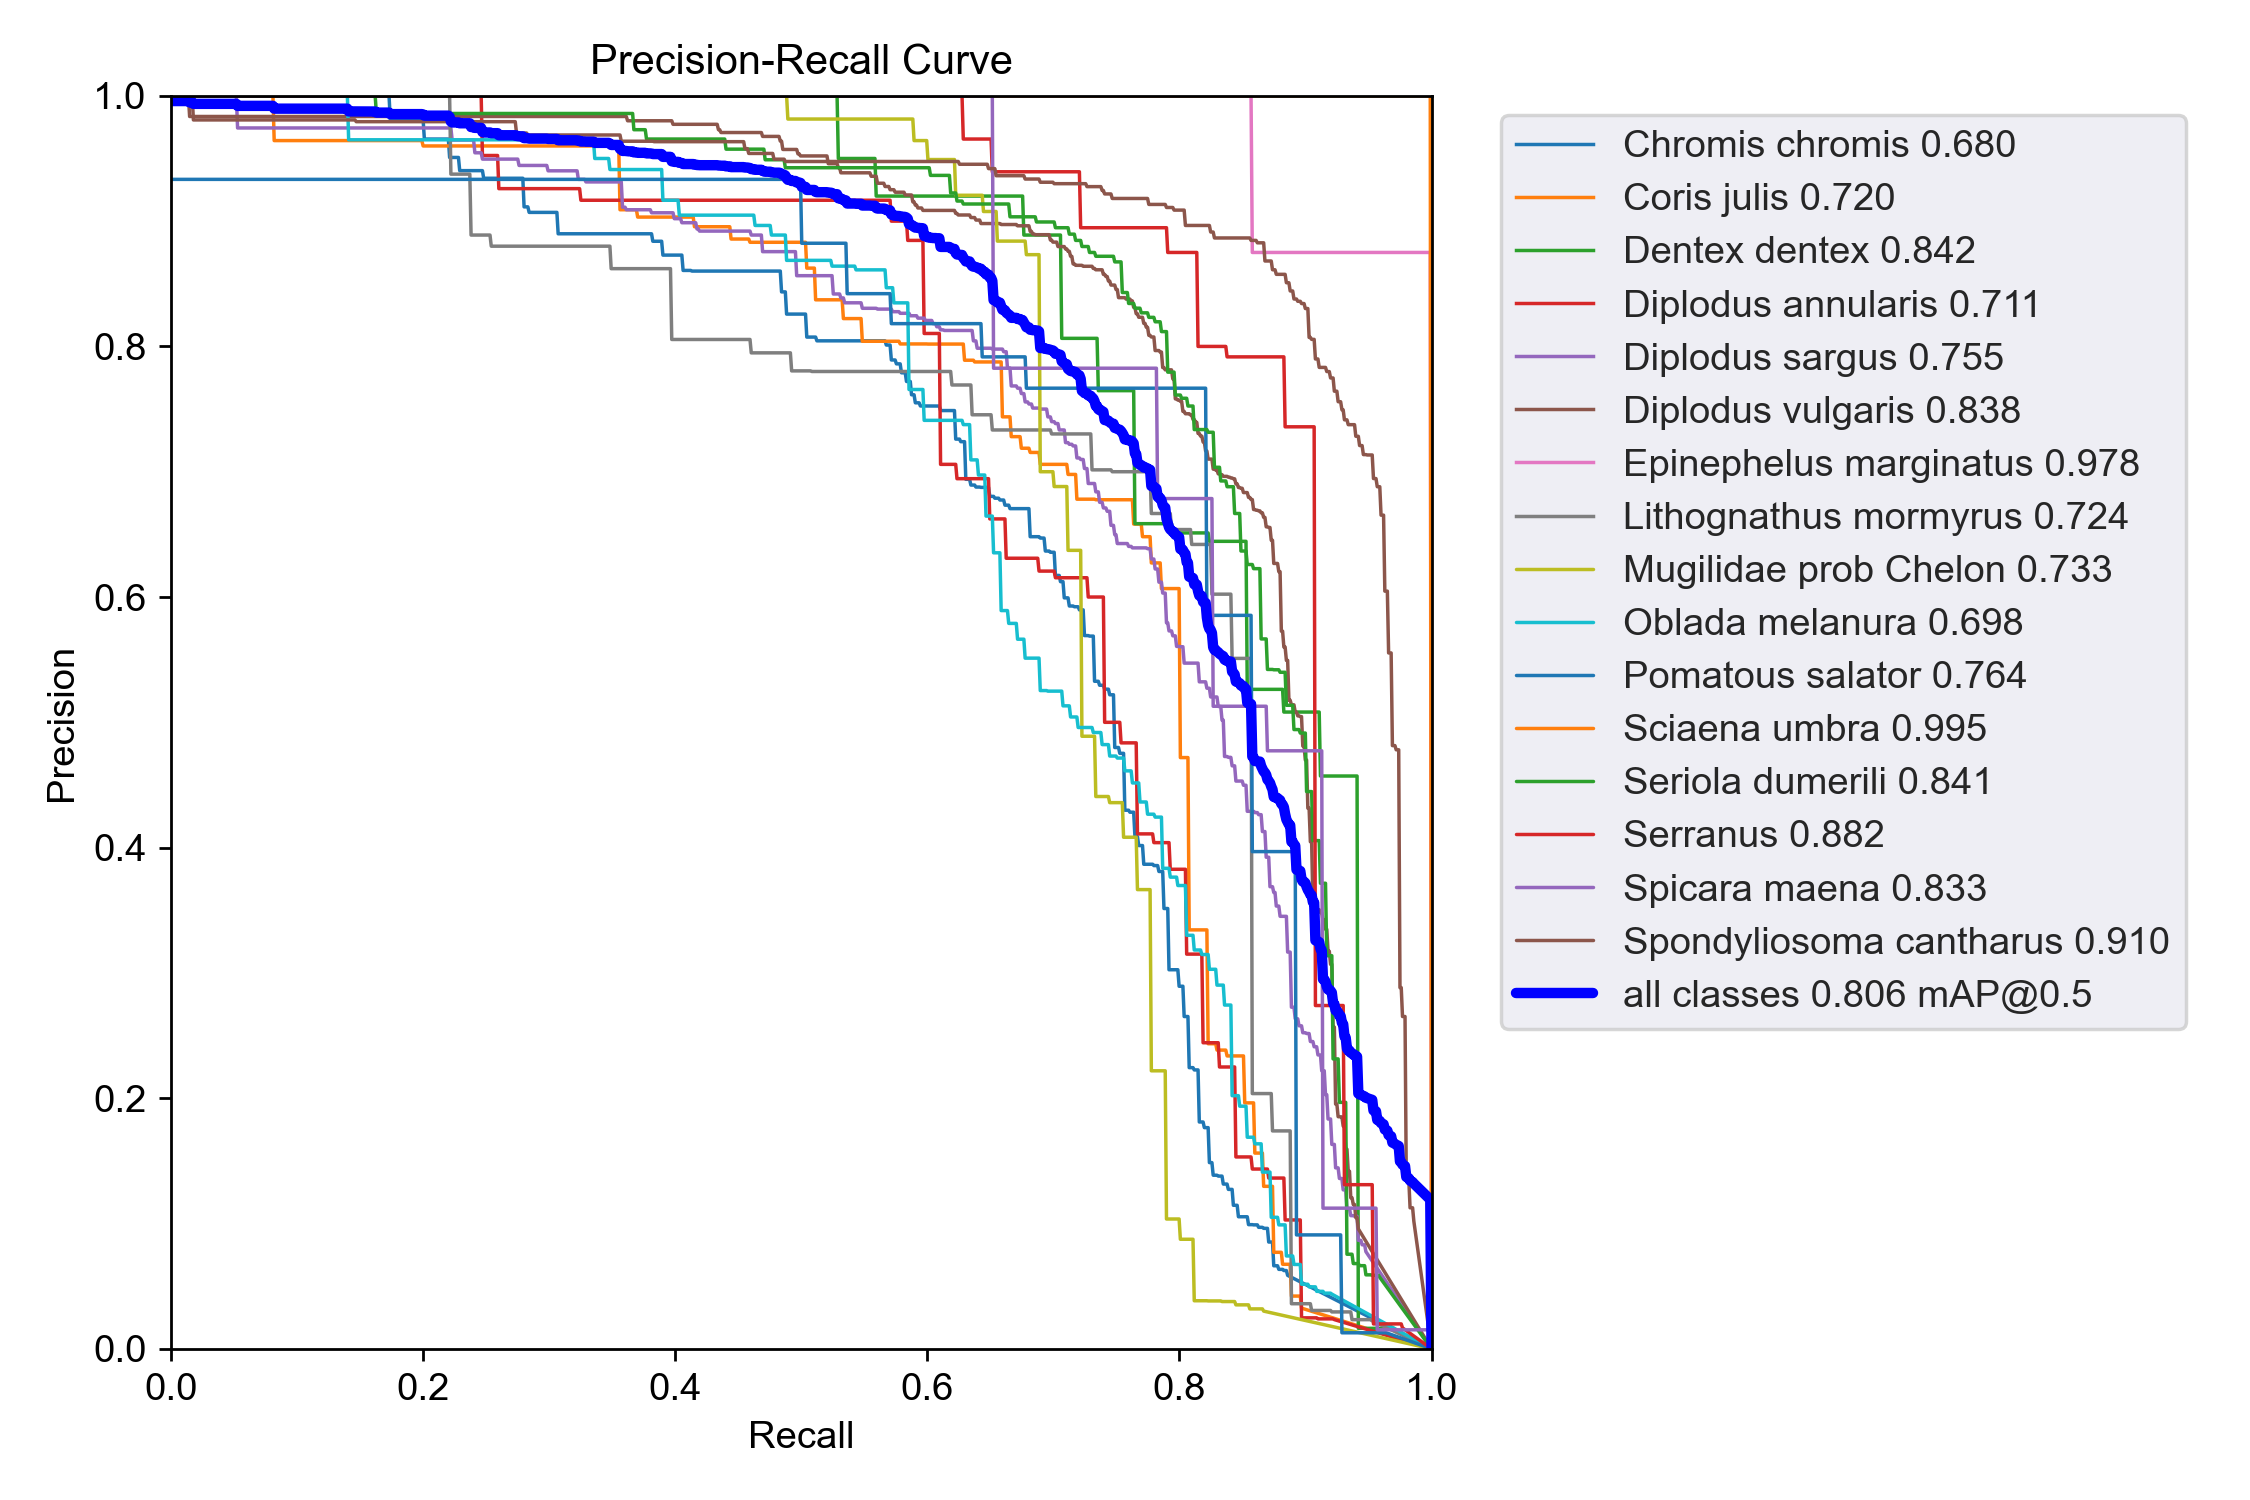 Precision-Recall Curve
1.0
0.8
0.6
0.4
0.2
0.0
Precision
0.0 0.2 0.4 0.6 0.8 1.0
Recall
Chromis chromis 0.680
Coris julis 0.720
Dentex dentex 0.842
Diplodus annularis 0.711
Diplodus sargus 0.755
Diplodus vulgaris 0.838
Epinephelus marginatus 0.978
Lithognathus mormyrus 0.724
Mugilidae prob Chelon 0.733
Oblada melanura 0.698
Pomatous salator 0.764
Sciaena umbra 0.995
Seriola dumerili 0.841
Serranus 0.882
Spicara maena 0.833
Spondyliosoma cantharus 0.910
all classes 0.806 mAP@0.5